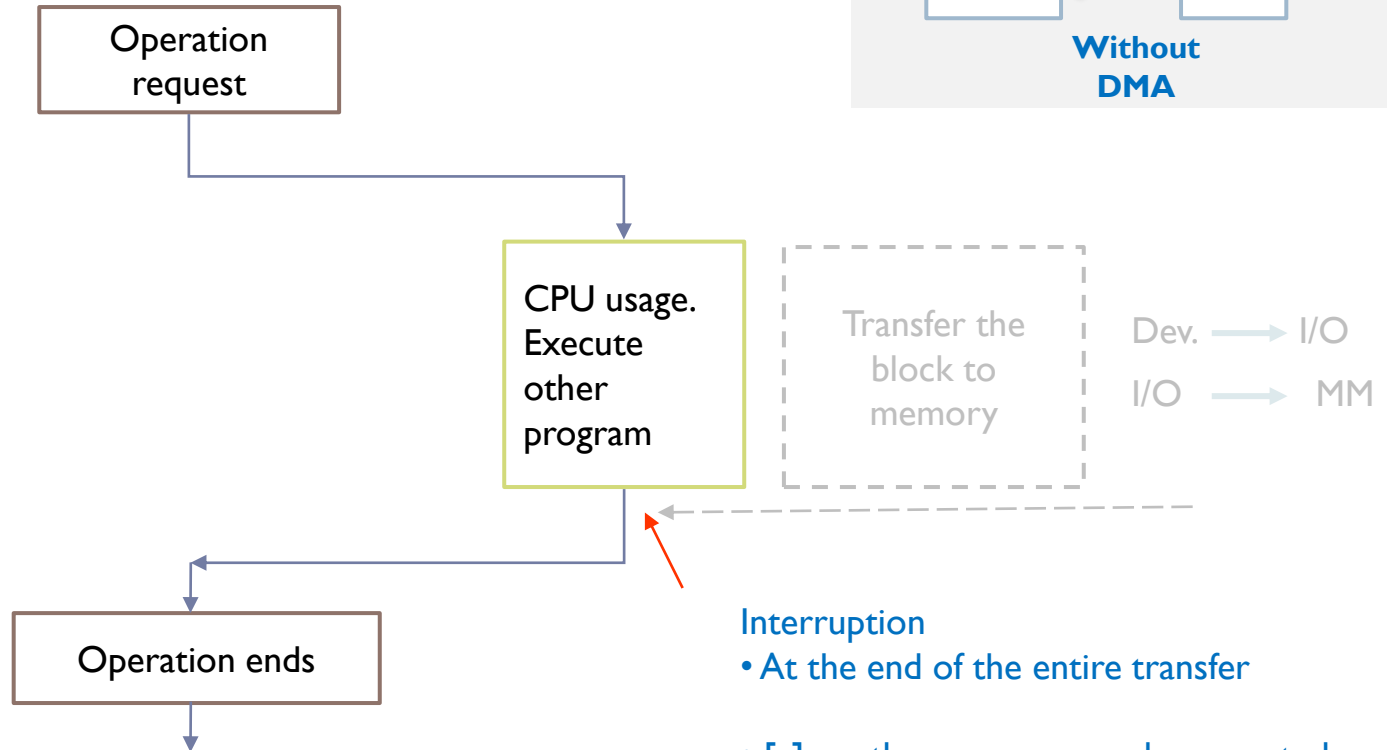 Operation
request
Without
DMA
CPU usage.
Execute
other
program
Transfer the
block to
memory
Dev. I/O
I/O MM
Interruption
• At the end of the entire transfer
Operation ends